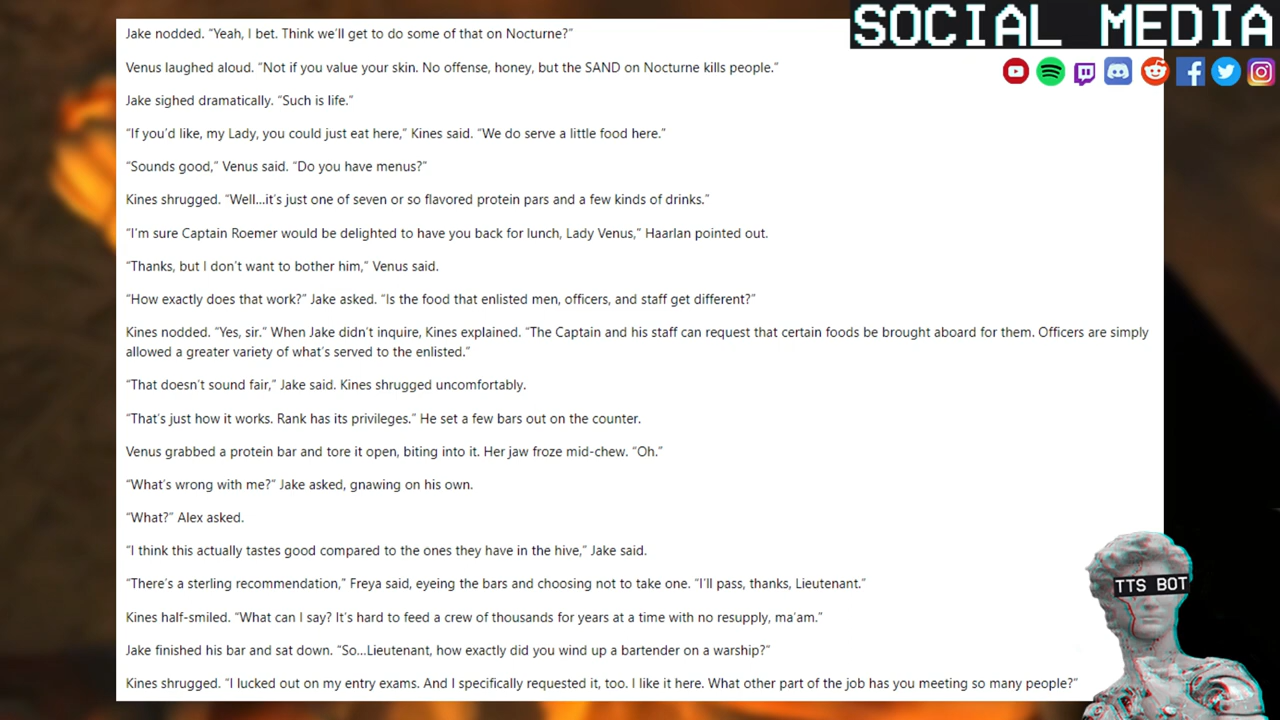 SOCIAL MEDIA
Jake nodded. “Yeah, I bet. Think we’ll get to do some of that on Nocturne?”
Venus laughed aloud. “Not if you value your skin. No offense, honey, but the SAND on Nocturne kills people.”
Jake sighed dramatically. “Such is life.”
“If you’d like, my Lady, you could just eat here,” Kines said. “We do serve a little food here.”
“Sounds good,” Venus said. “Do you have menus?”
Kines shrugged. “Well…it’s just one of seven or so flavored protein pars and a few kinds of drinks.”
“I’m sure Captain Roemer would be delighted to have you back for lunch, Lady Venus,” Haarlan pointed out.
“Thanks, but I don’t want to bother him,” Venus said.
“How exactly does that work?” Jake asked. “Is the food that enlisted men, officers, and staff get different?”
Kines nodded. “Yes, sir.” When Jake didn’t inquire, Kines explained. “The Captain and his staff can request that certain foods be brought aboard for them. Officers are simply
allowed a greater variety of what’s served to the enlisted.”
“That doesn’t sound fair,” Jake said. Kines shrugged uncomfortably.
“That’s just how it works. Rank has its privileges.” He set a few bars out on the counter.
Venus grabbed a protein bar and tore it open, biting into it. Her jaw froze mid-chew. “Oh.”
“What’s wrong with me?” Jake asked, gnawing on his own.
“What?” Alex asked.
“I think this actually tastes good compared to the ones they have in the hive,” Jake said.
“There’s a sterling recommendation,” Freya said, eyeing the bars and choosing not to take one. “I’ll pass, thanks, Lieutenant.”
Kines half-smiled. “What can I say? It’s hard to feed a crew of thousands for years at a time with no resupply, ma’am.”
Jake finished his bar and sat down. “So…Lieutenant, how exactly did you wind up a bartender on a warship?”
Kines shrugged. “I lucked out on my entry exams. And I specifically requested it, too. I like it here. What other part of the job has you meeting so many people?”
TTS BOT